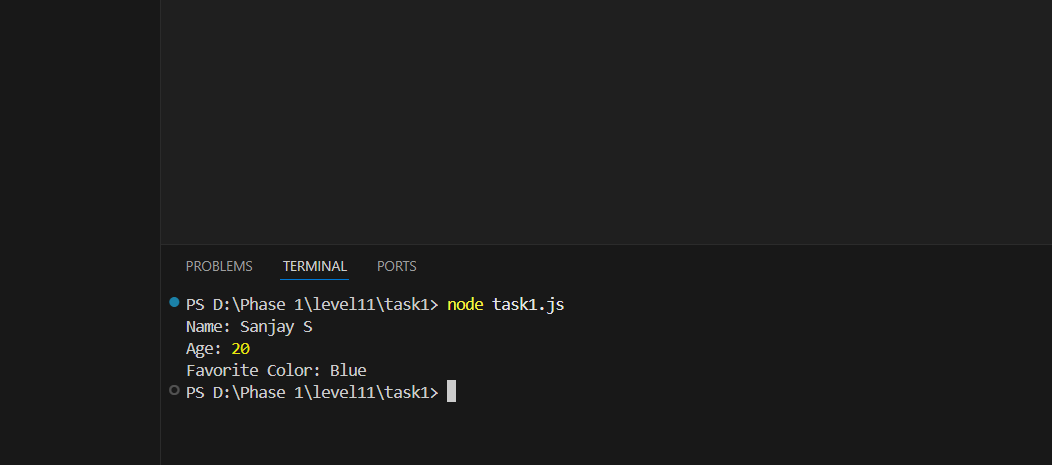 PROBLEMS TERMINAL PORTS
PS D:\Phase 1\level11\task1> node task1.js
Name: Sanjay S
Age: 20
Favorite Color: Blue
PS D:\Phase 1\level11\task1>